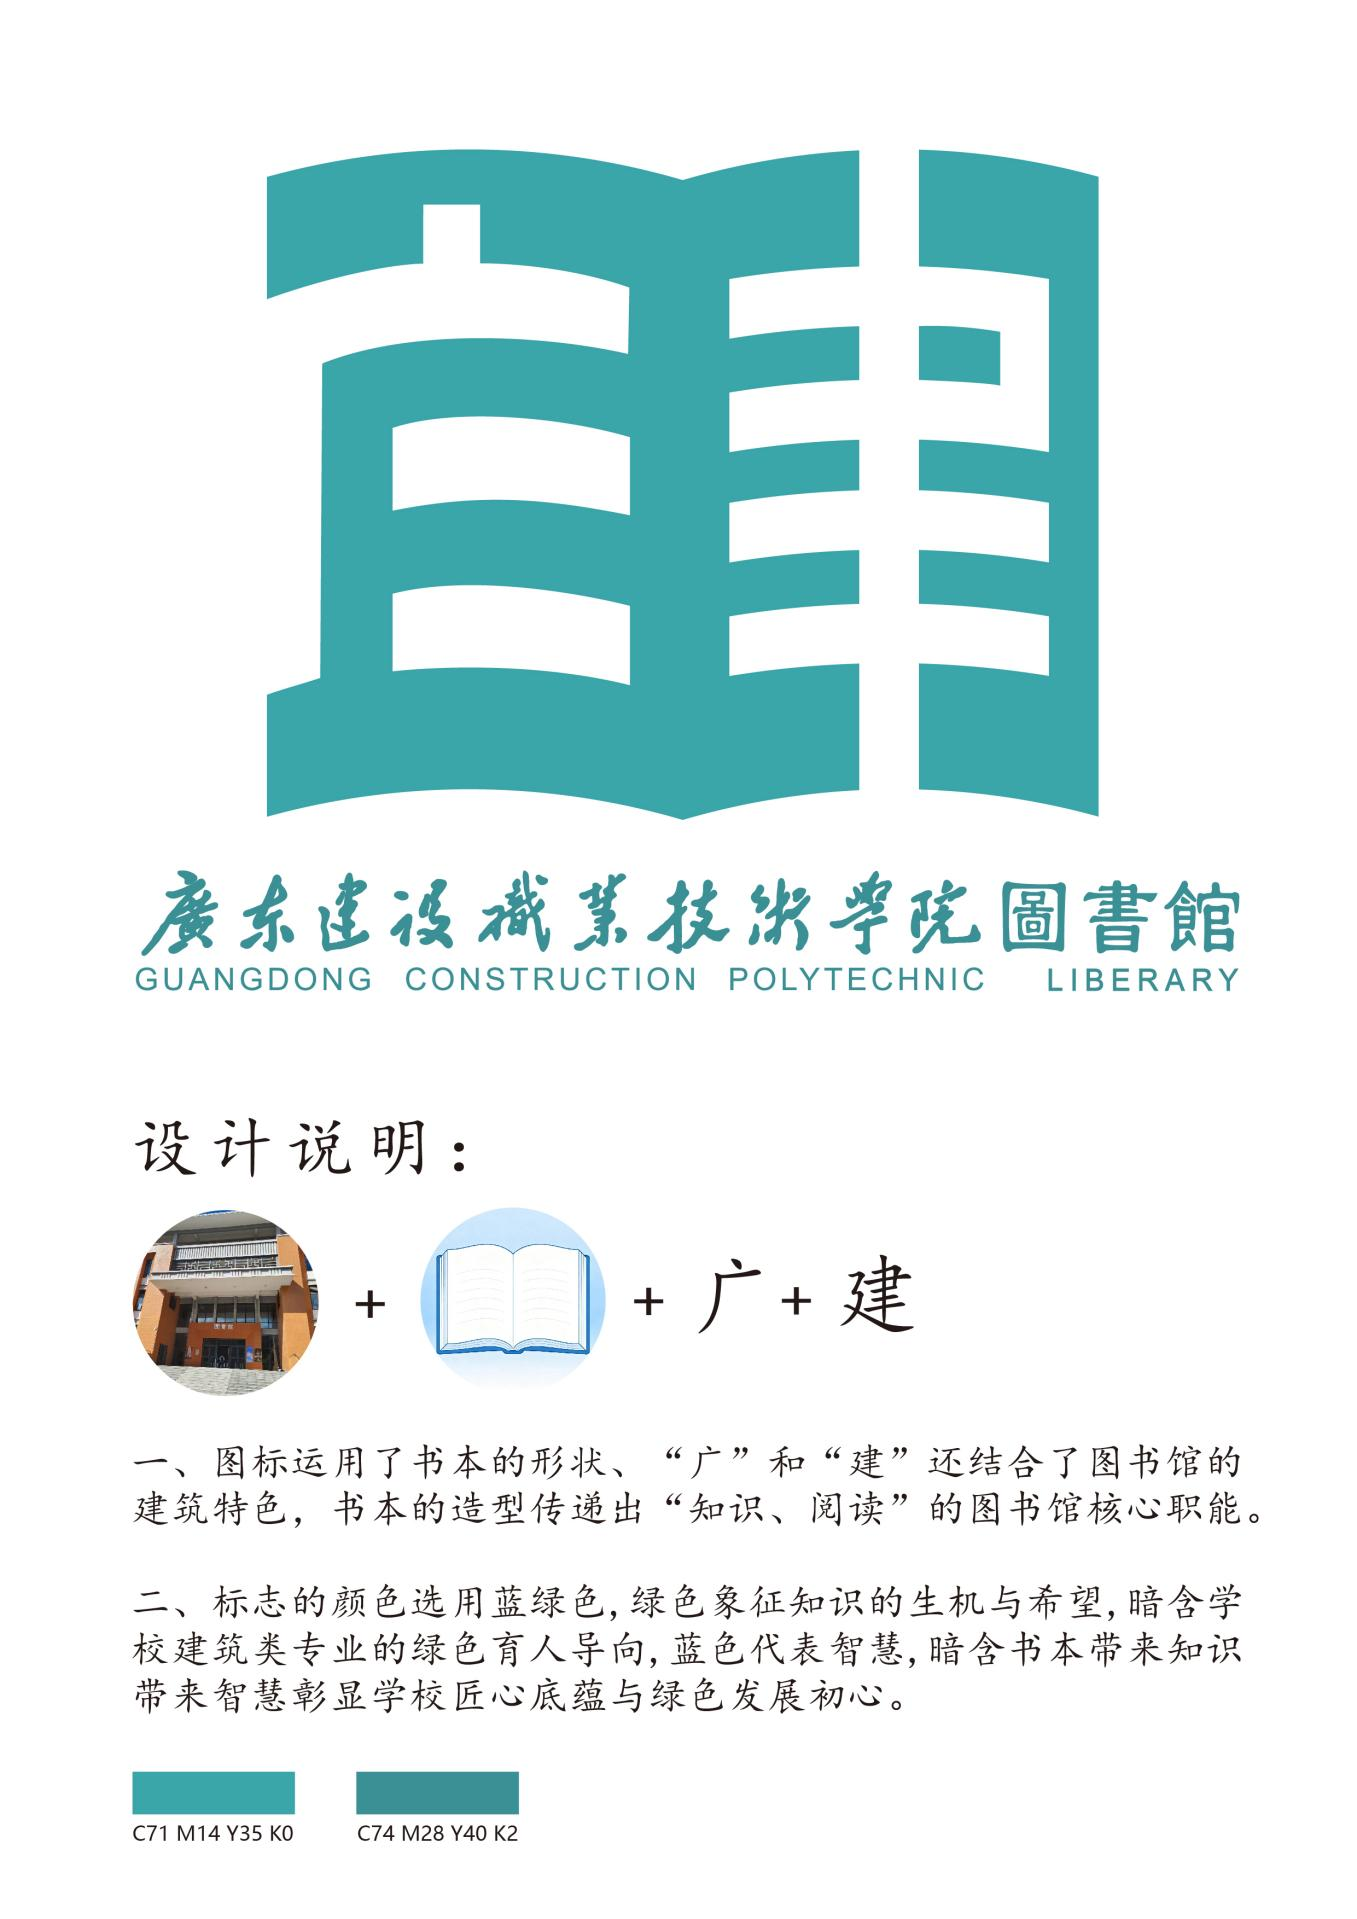 廣东建设職業技術學院圖書館
GUANGDONG CONSTRUCTION POLYTECHNIC LIBERARY
设计说明：
图書館
+ + 广 + 建
一、图标运用了书本的形状、“广”和“建”还结合了图书馆的
建筑特色，书本的造型传递出“知识、阅读”的图书馆核心职能。
二、标志的颜色选用蓝绿色,绿色象征知识的生机与希望,暗含学
校建筑类专业的绿色育人导向,蓝色代表智慧,暗含书本带来知识
带来智慧彰显学校匠心底蕴与绿色发展初心。
C71 M14 Y35 K0
C74 M28 Y40 K2